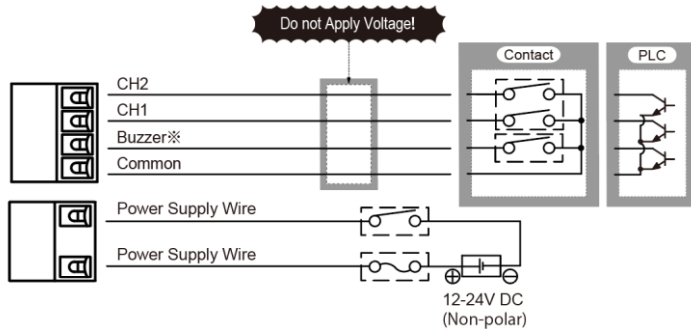 Do not Apply Voltage!
Contact
PLC
CH2
CH1
Buzzer※
Common
Power Supply Wire
Power Supply Wire
⊕ ⊖
12-24V DC
(Non-polar)